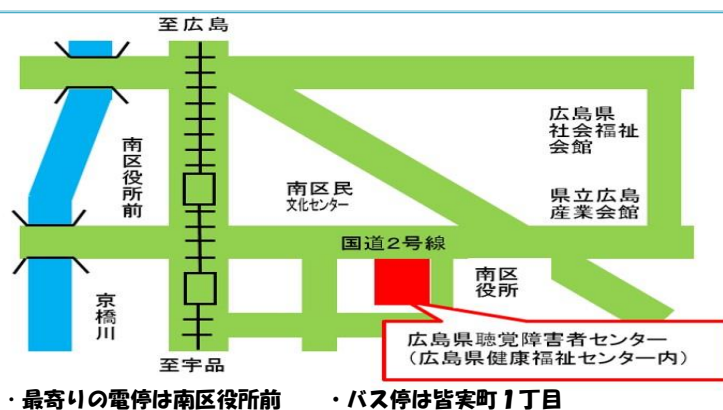 至広島
広島県
社会福祉
会館
南区役所前
南区民
文化センター
県立広島
産業会館
国道2号線
南区
役所
京橋川
広島県聴覚障害者センター
（広島県健康福祉センター内）
至宇品
・最寄りの電停は南区役所前　・バス停は皆実町１丁目